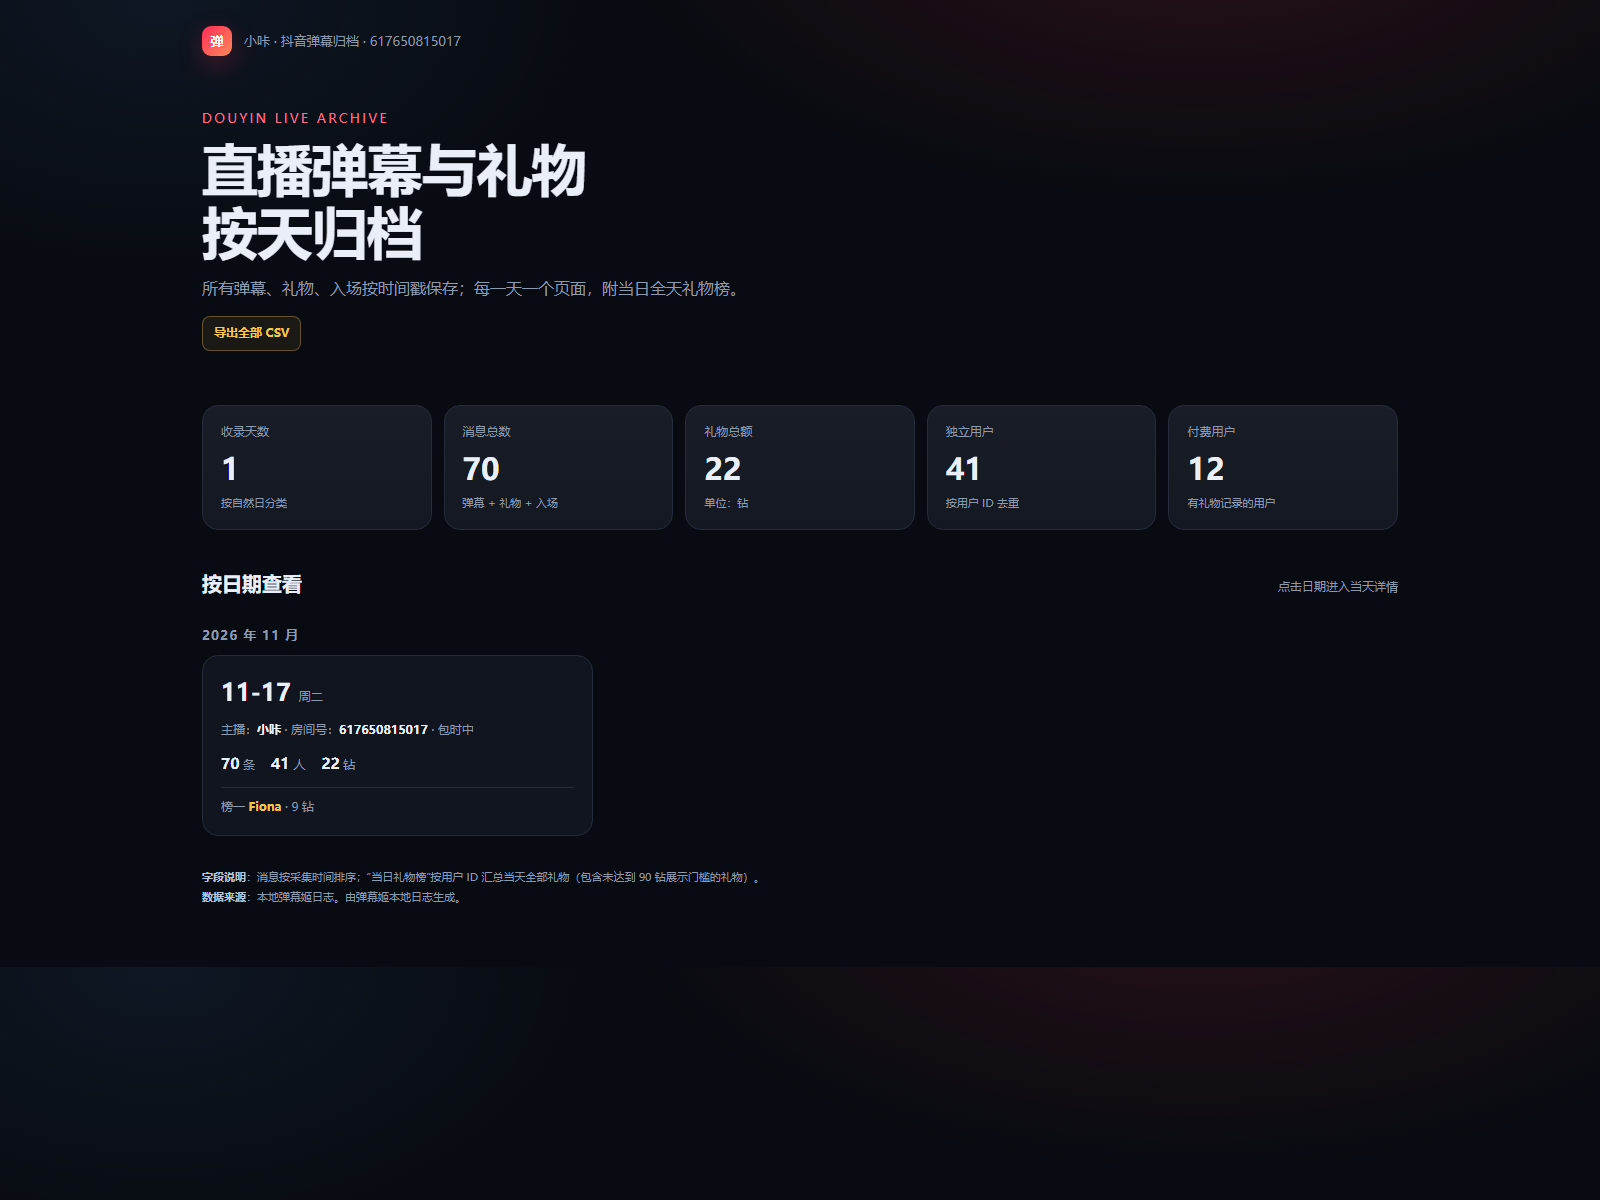 弹 小咔 · 抖音弹幕归档 · 617650815017
DOUYIN LIVE ARCHIVE
直播弹幕与礼物
按天归档
所有弹幕、礼物、入场按时间戳保存；每一天一个页面，附当日全天礼物榜。
导出全部 CSV
收录天数
1
按自然日分类
消息总数
70
弹幕 + 礼物 + 入场
礼物总额
22
单位：钻
独立用户
41
按用户 ID 去重
付费用户
12
有礼物记录的用户
按日期查看
点击日期进入当天详情
2026 年 11 月
11-17 周二
主播：小咔 · 房间号：617650815017 · 包时中
70 条 41 人 22 钻
榜一 Fiona · 9 钻
字段说明：消息按采集时间排序；“当日礼物榜”按用户 ID 汇总当天全部礼物（包含未达到 90 钻展示门槛的礼物）。
数据来源：本地弹幕姬日志。由弹幕姬本地日志生成。